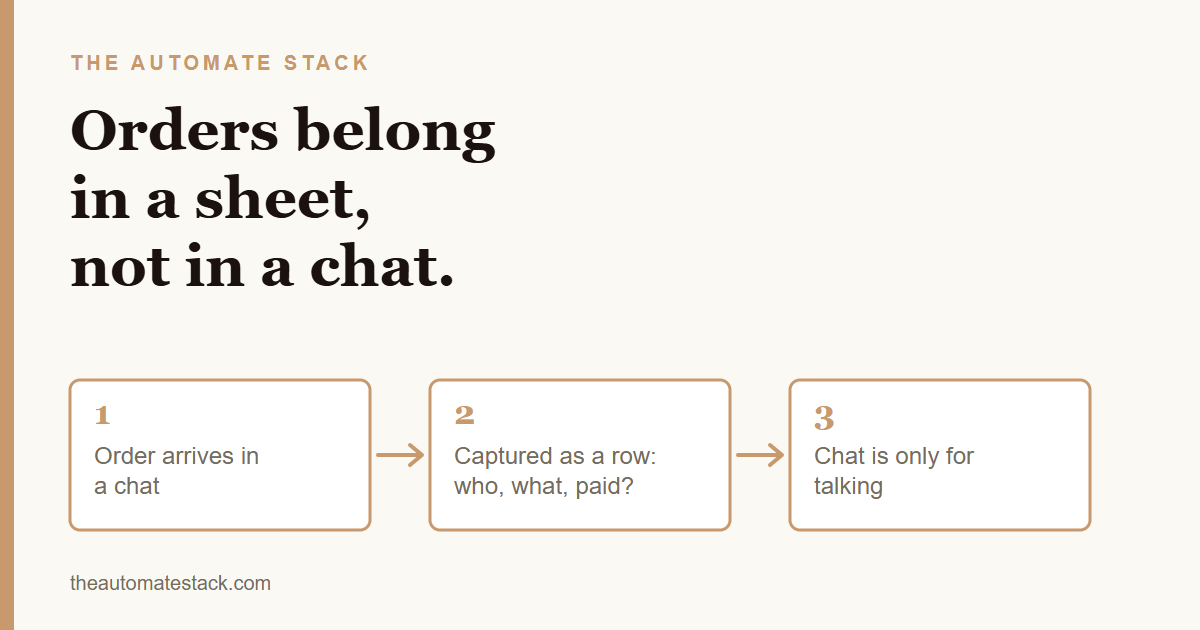 THE AUTOMATE STACK
Orders belong
in a sheet,
not in a chat.
1
Order arrives in
a chat
2
Captured as a row:
who, what, paid?
3
Chat is only for
talking
theautomatestack.com